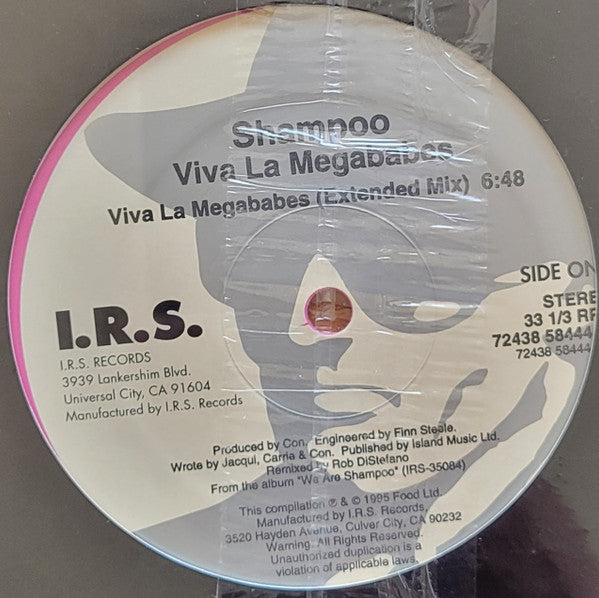 Shampoo
Viva La Megababes
Viva La Megababes (Extended Mix) 6:48
SIDE ON
STERE
33 1/3 RP
72438 58444
72438 58444
I.R.S.
I.R.S. RECORDS
3939 Lankershim Blvd.
Universal City, CA 91604
Manufactured by I.R.S. Records
Produced by Con. Engineered by Finn Steele.
Wrote by Jacqui, Carrie & Con. Published by Island Music Ltd.
Remixed by Rob DiStefano
From the album "We Are Shampoo" (IRS-35084)
This compilation ℗ & © 1995 Food Ltd.
Manufactured by I.R.S. Records,
3520 Hayden Avenue, Culver City, CA 90232
Warning: All Rights Reserved.
Unauthorized duplication is a
violation of applicable laws.